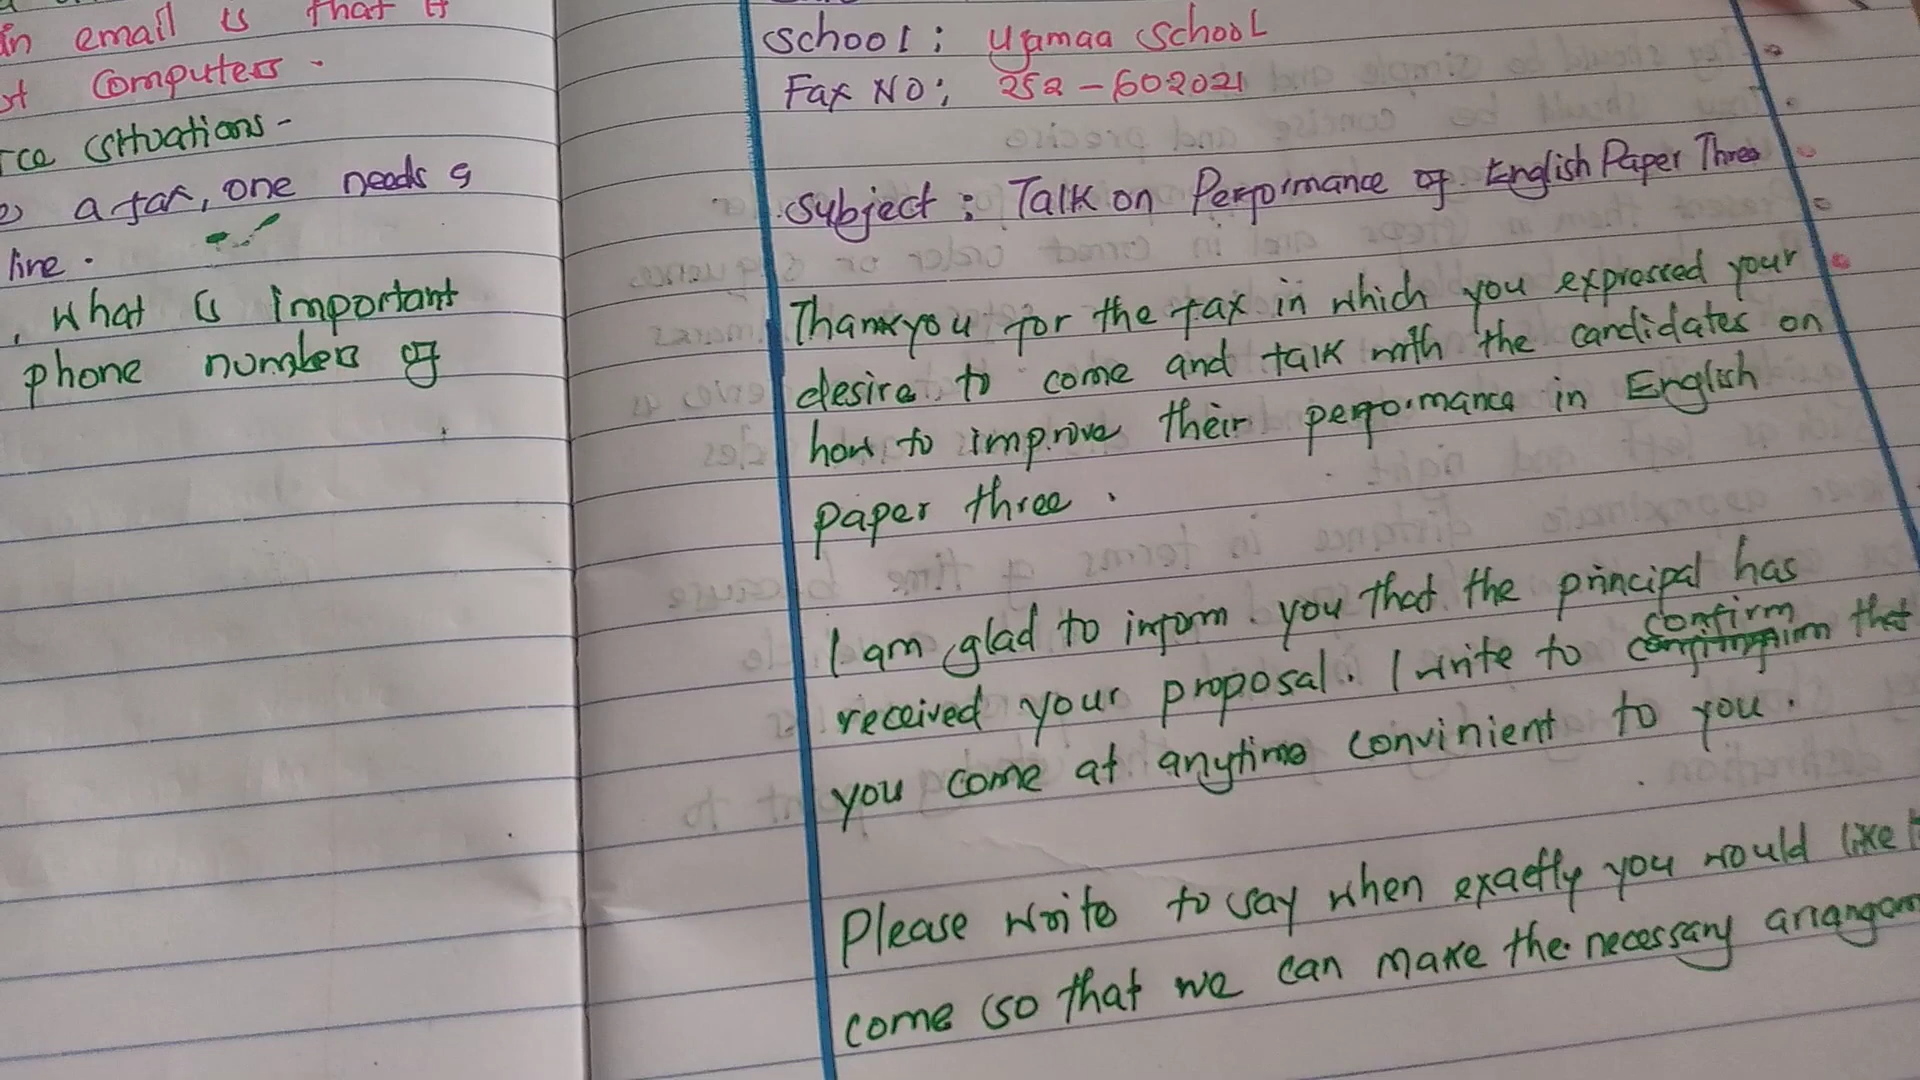 in email is that it
st Computers.
rce situations-
a fax, one needs a
line.
, what is important
phone numbers of
School: Ujamaa School
Fax NO: 252-602021
Subject: Talk on Performance of English Paper Three
Thankyou for the fax in which you expressed your
desire to come and talk with the candidates on
how to improve their performance in English
paper three.
I am glad to inform you that the principal has
received your proposal. I write to confirm that
you come at anytime convinient to you.
Please write to say when exactly you would like
come so that we can make the necessary arrangem